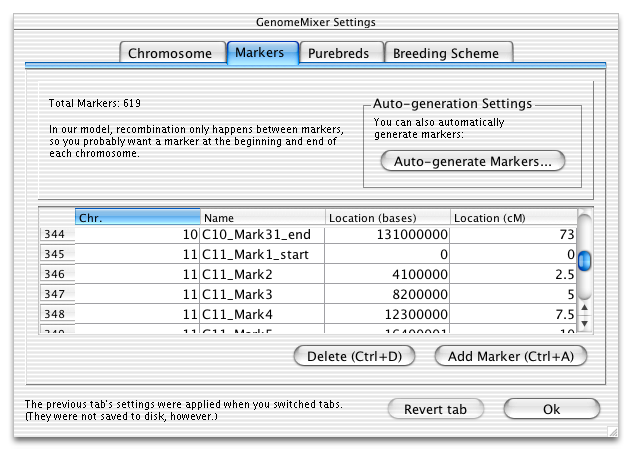 GenomeMixer Settings
Chromosome Markers Purebreds Breeding Scheme
Total Markers: 619
In our model, recombination only happens between markers,
so you probably want a marker at the beginning and end
of each chromosome.
Auto-generation Settings
You can also automatically
generate markers:
Auto-generate Markers...
Chr. Name Location (bases) Location (cM)
344 10 C10_Mark31_end 131000000 73
345 11 C11_Mark1_start 0 0
346 11 C11_Mark2 4100000 2.5
347 11 C11_Mark3 8200000 5
348 11 C11_Mark4 12300000 7.5
349 11 C11_Mark5 16400001 10
Delete (Ctrl+D) Add Marker (Ctrl+A)
The previous tab's settings were applied when you switched tabs.
(They were not saved to disk, however.)
Revert tab Ok